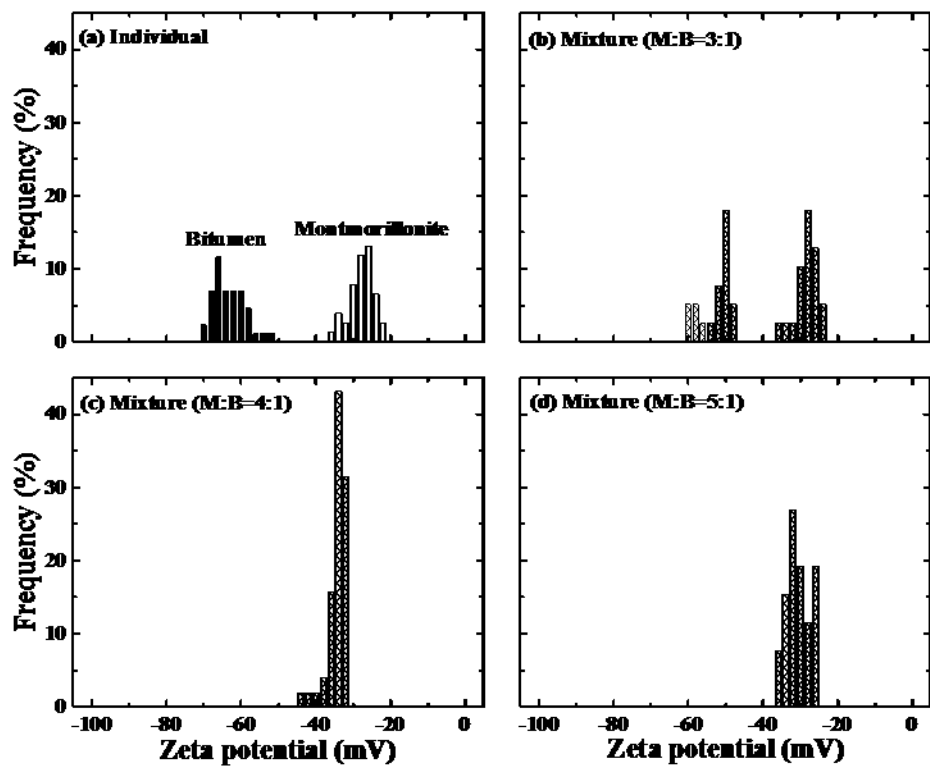 (a) Individual
(b) Mixture (M:B=3:1)
40
30
20
10
0
Frequency (%)
Bitumen
Montmorillonite
(c) Mixture (M:B=4:1)
(d) Mixture (M:B=5:1)
40
30
20
10
0
Frequency (%)
-100 -80 -60 -40 -20 0
-100 -80 -60 -40 -20 0
Zeta potential (mV)
Zeta potential (mV)